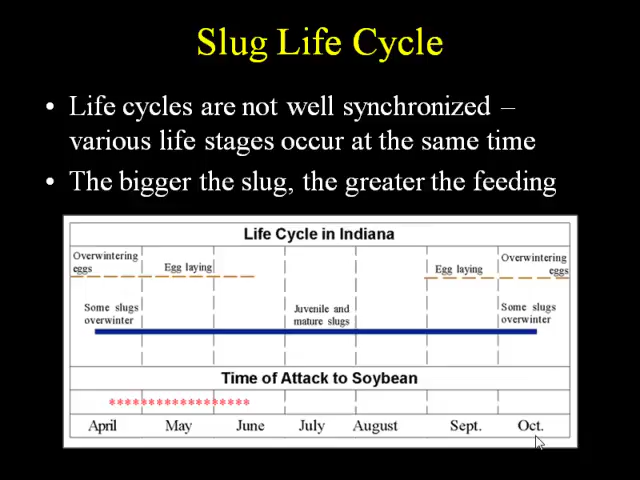 Slug Life Cycle
• Life cycles are not well synchronized –
various life stages occur at the same time
• The bigger the slug, the greater the feeding
Life Cycle in Indiana
Overwintering
eggs
Egg laying
Egg laying
Overwintering
eggs
Some slugs
overwinter
Juvenile and
mature slugs
Some slugs
overwinter
Time of Attack to Soybean
******************
April May June July August Sept. Oct.